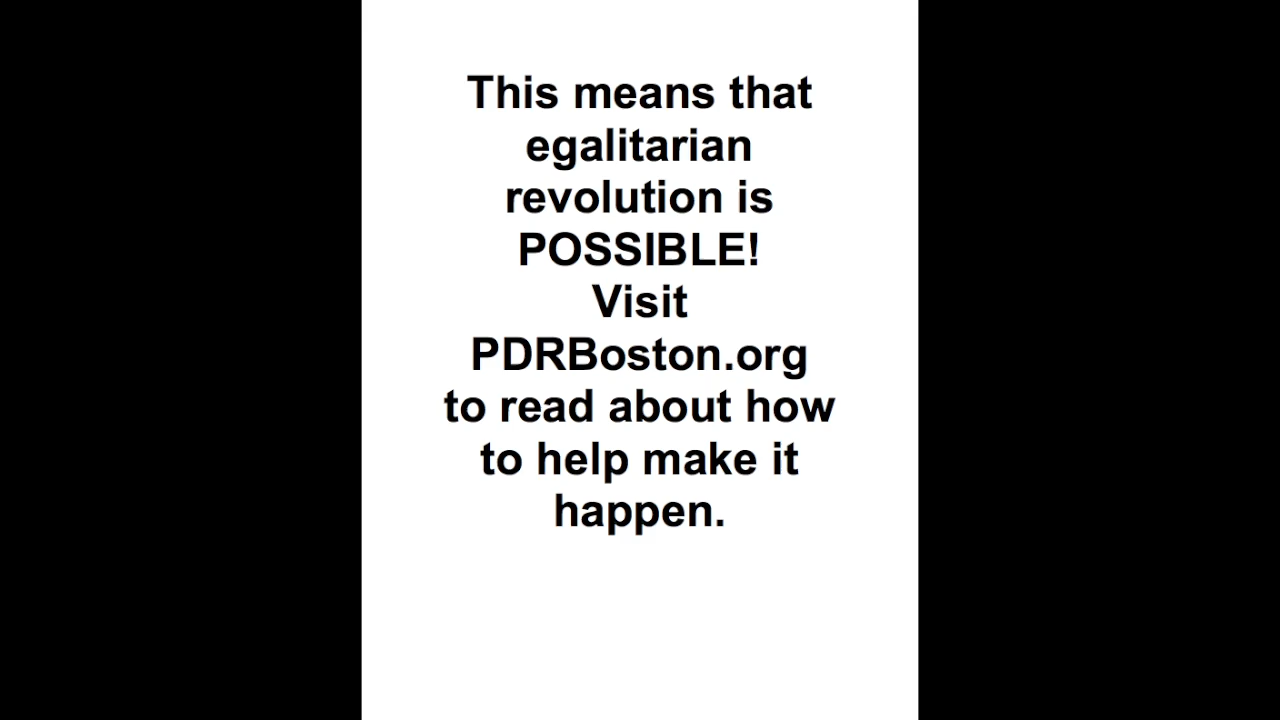 This means that
egalitarian
revolution is
POSSIBLE!
Visit
PDRBoston.org
to read about how
to help make it
happen.